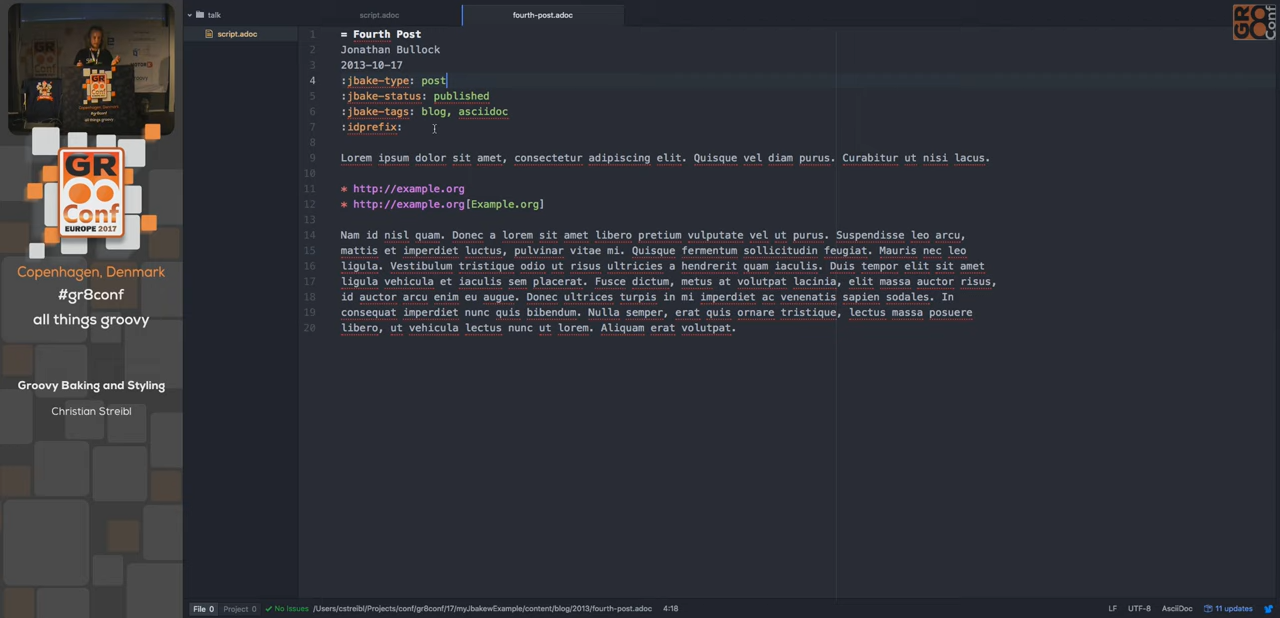 talk
script.adoc
script.adoc
fourth-post.adoc
GR8
Conf
1 = Fourth Post
2 Jonathan Bullock
3 2013-10-17
4 :jbake-type: post
5 :jbake-status: published
6 :jbake-tags: blog, asciidoc
7 :idprefix:
8
9 Lorem ipsum dolor sit amet, consectetur adipiscing elit. Quisque vel diam purus. Curabitur ut nisi lacus.
10
11 * http://example.org
12 * http://example.org[Example.org]
13
14 Nam id nisl quam. Donec a lorem sit amet libero pretium vulputate vel ut purus. Suspendisse leo arcu,
15 mattis et imperdiet luctus, pulvinar vitae mi. Quisque fermentum sollicitudin feugiat. Mauris nec leo
16 ligula. Vestibulum tristique odio ut risus ultricies a hendrerit quam iaculis. Duis tempor elit sit amet
17 ligula vehicula et iaculis sem placerat. Fusce dictum, metus at volutpat lacinia, elit massa auctor risus,
18 id auctor arcu enim eu augue. Donec ultrices turpis in mi imperdiet ac venenatis sapien sodales. In
19 consequat imperdiet nunc quis bibendum. Nulla semper, erat quis ornare tristique, lectus massa posuere
20 libero, ut vehicula lectus nunc ut lorem. Aliquam erat volutpat.
GR8
Conf
EUROPE 2017
Copenhagen, Denmark
#gr8conf
all things groovy
Groovy Baking and Styling
Christian Streibl
File 0 Project 0 No Issues /Users/cstreibl/Projects/conf/gr8conf/17/myJbakewExample/content/blog/2013/fourth-post.adoc 4:18
LF UTF-8 AsciiDoc 11 updates